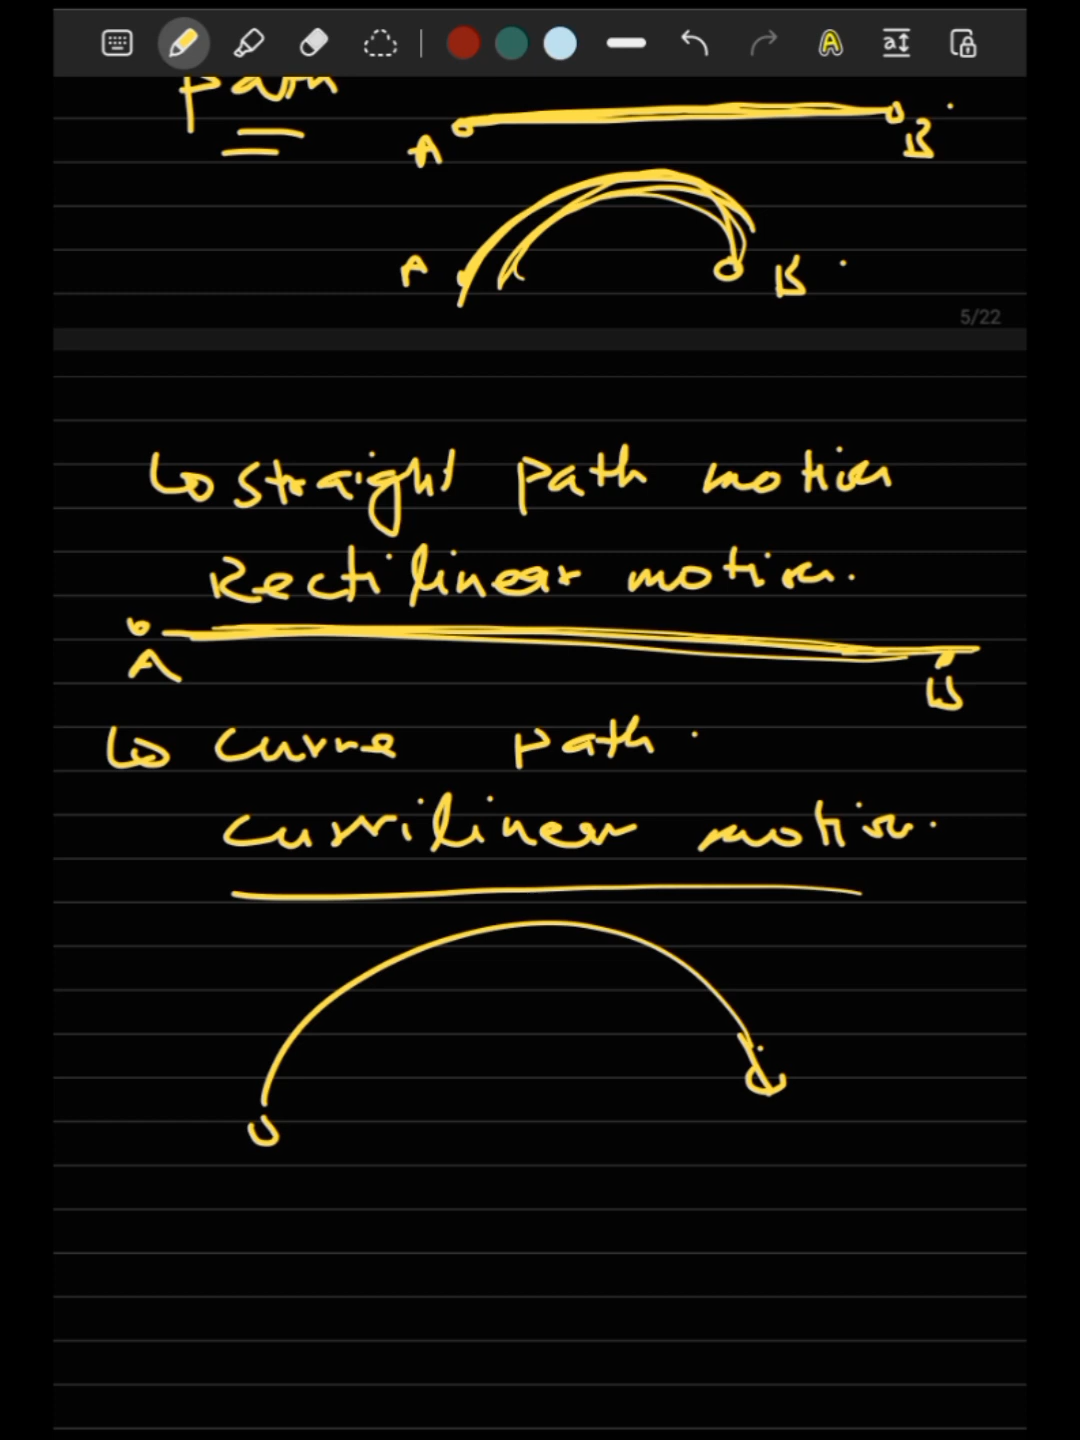 path
A B
A B
5/22
↳ straight path motion
Rectilinear motion.
A B
↳ curve path.
curvilinear motion.